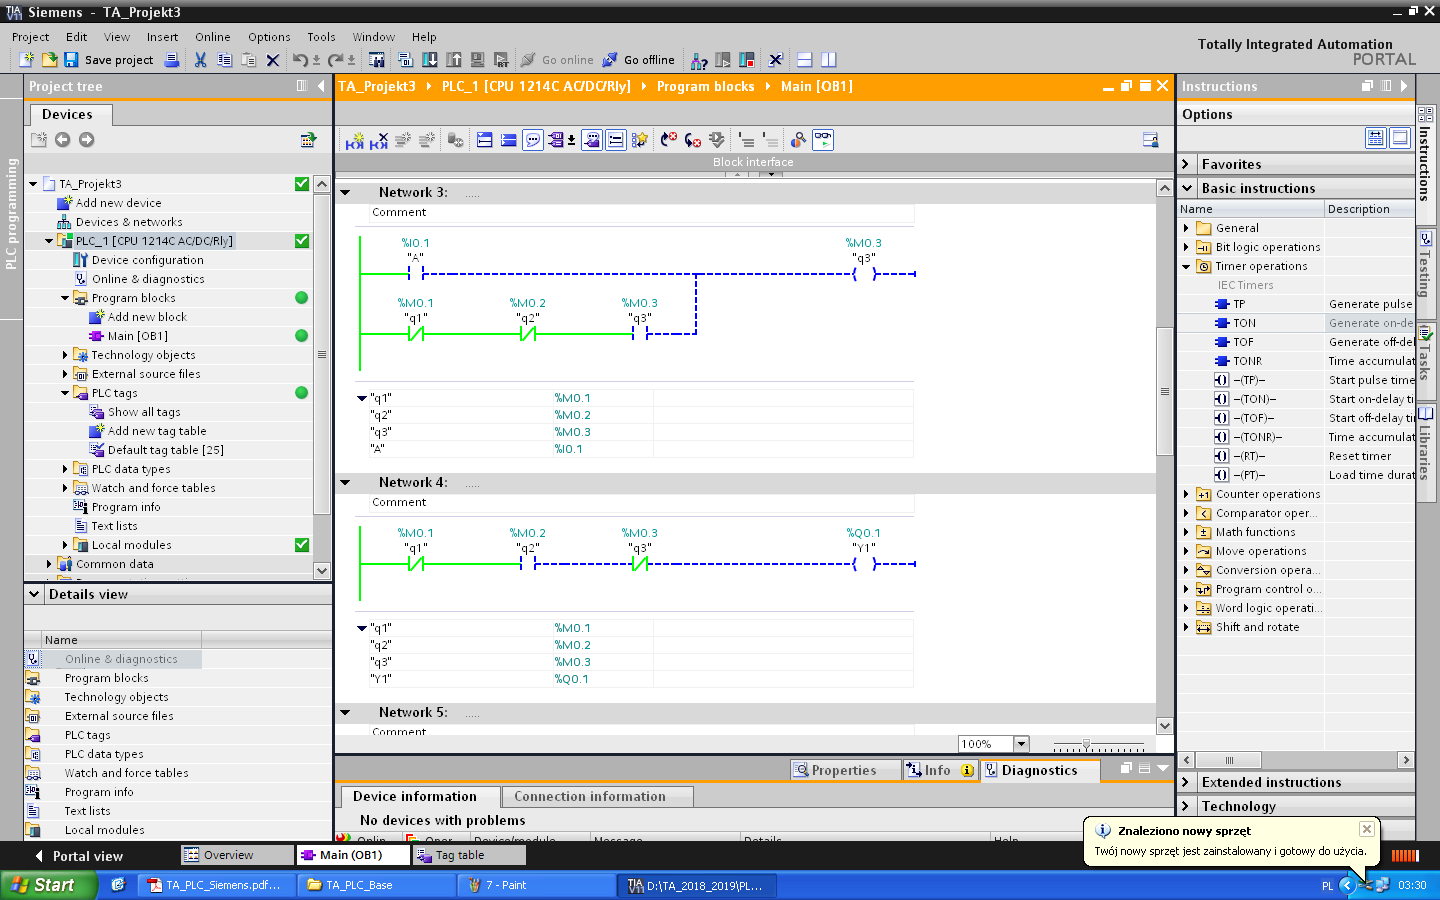 Siemens - TA_Projekt3
Project Edit View Insert Online Options Tools Window Help
Save project Go online Go offline
Totally Integrated Automation
PORTAL
Project tree
Devices
PLC programming
TA_Projekt3
Add new device
Devices & networks
PLC_1 [CPU 1214C AC/DC/Rly]
Device configuration
Online & diagnostics
Program blocks
Add new block
Main [OB1]
Technology objects
External source files
PLC tags
Show all tags
Add new tag table
Default tag table [25]
PLC data types
Watch and force tables
Program info
Text lists
Local modules
Common data
Details view
Name
Online & diagnostics
Program blocks
Technology objects
External source files
PLC tags
PLC data types
Watch and force tables
Program info
Text lists
Local modules
TA_Projekt3 PLC_1 [CPU 1214C AC/DC/Rly] Program blocks Main [OB1]
Block interface
Network 3: .....
Comment
%I0.1 %M0.3
"A" "q3"
%M0.1 %M0.2 %M0.3
"q1" "q2" "q3"
"q1" %M0.1
"q2" %M0.2
"q3" %M0.3
"A" %I0.1
Network 4: .....
Comment
%M0.1 %M0.2 %M0.3 %Q0.1
"q1" "q2" "q3" "Y1"
"q1" %M0.1
"q2" %M0.2
"q3" %M0.3
"Y1" %Q0.1
Network 5: .....
Comment
100%
Properties Info Diagnostics
Device information Connection information
No devices with problems
Onlin Oper Device/module Message Details Help
Instructions
Options
Favorites
Basic instructions
Name Description
General
Bit logic operations
Timer operations
IEC Timers
TP Generate pulse
TON Generate on-de
TOF Generate off-del
TONR Time accumulat
–(TP)– Start pulse time
–(TON)– Start on-delay ti
–(TOF)– Start off-delay ti
–(TONR)– Time accumulat
–(RT)– Reset timer
–(PT)– Load time durat
Counter operations
Comparator oper...
Math functions
Move operations
Conversion opera...
Program control o...
Word logic operati...
Shift and rotate
Extended instructions
Technology
Instructions
Testing
Tasks
Libraries
Znaleziono nowy sprzęt
Twój nowy sprzęt jest zainstalowany i gotowy do użycia.
Portal view Overview Main (OB1) Tag table
Start TA_PLC_Siemens.pdf... TA_PLC_Base 7 - Paint D:\TA_2018_2019\PL... PL 03:30